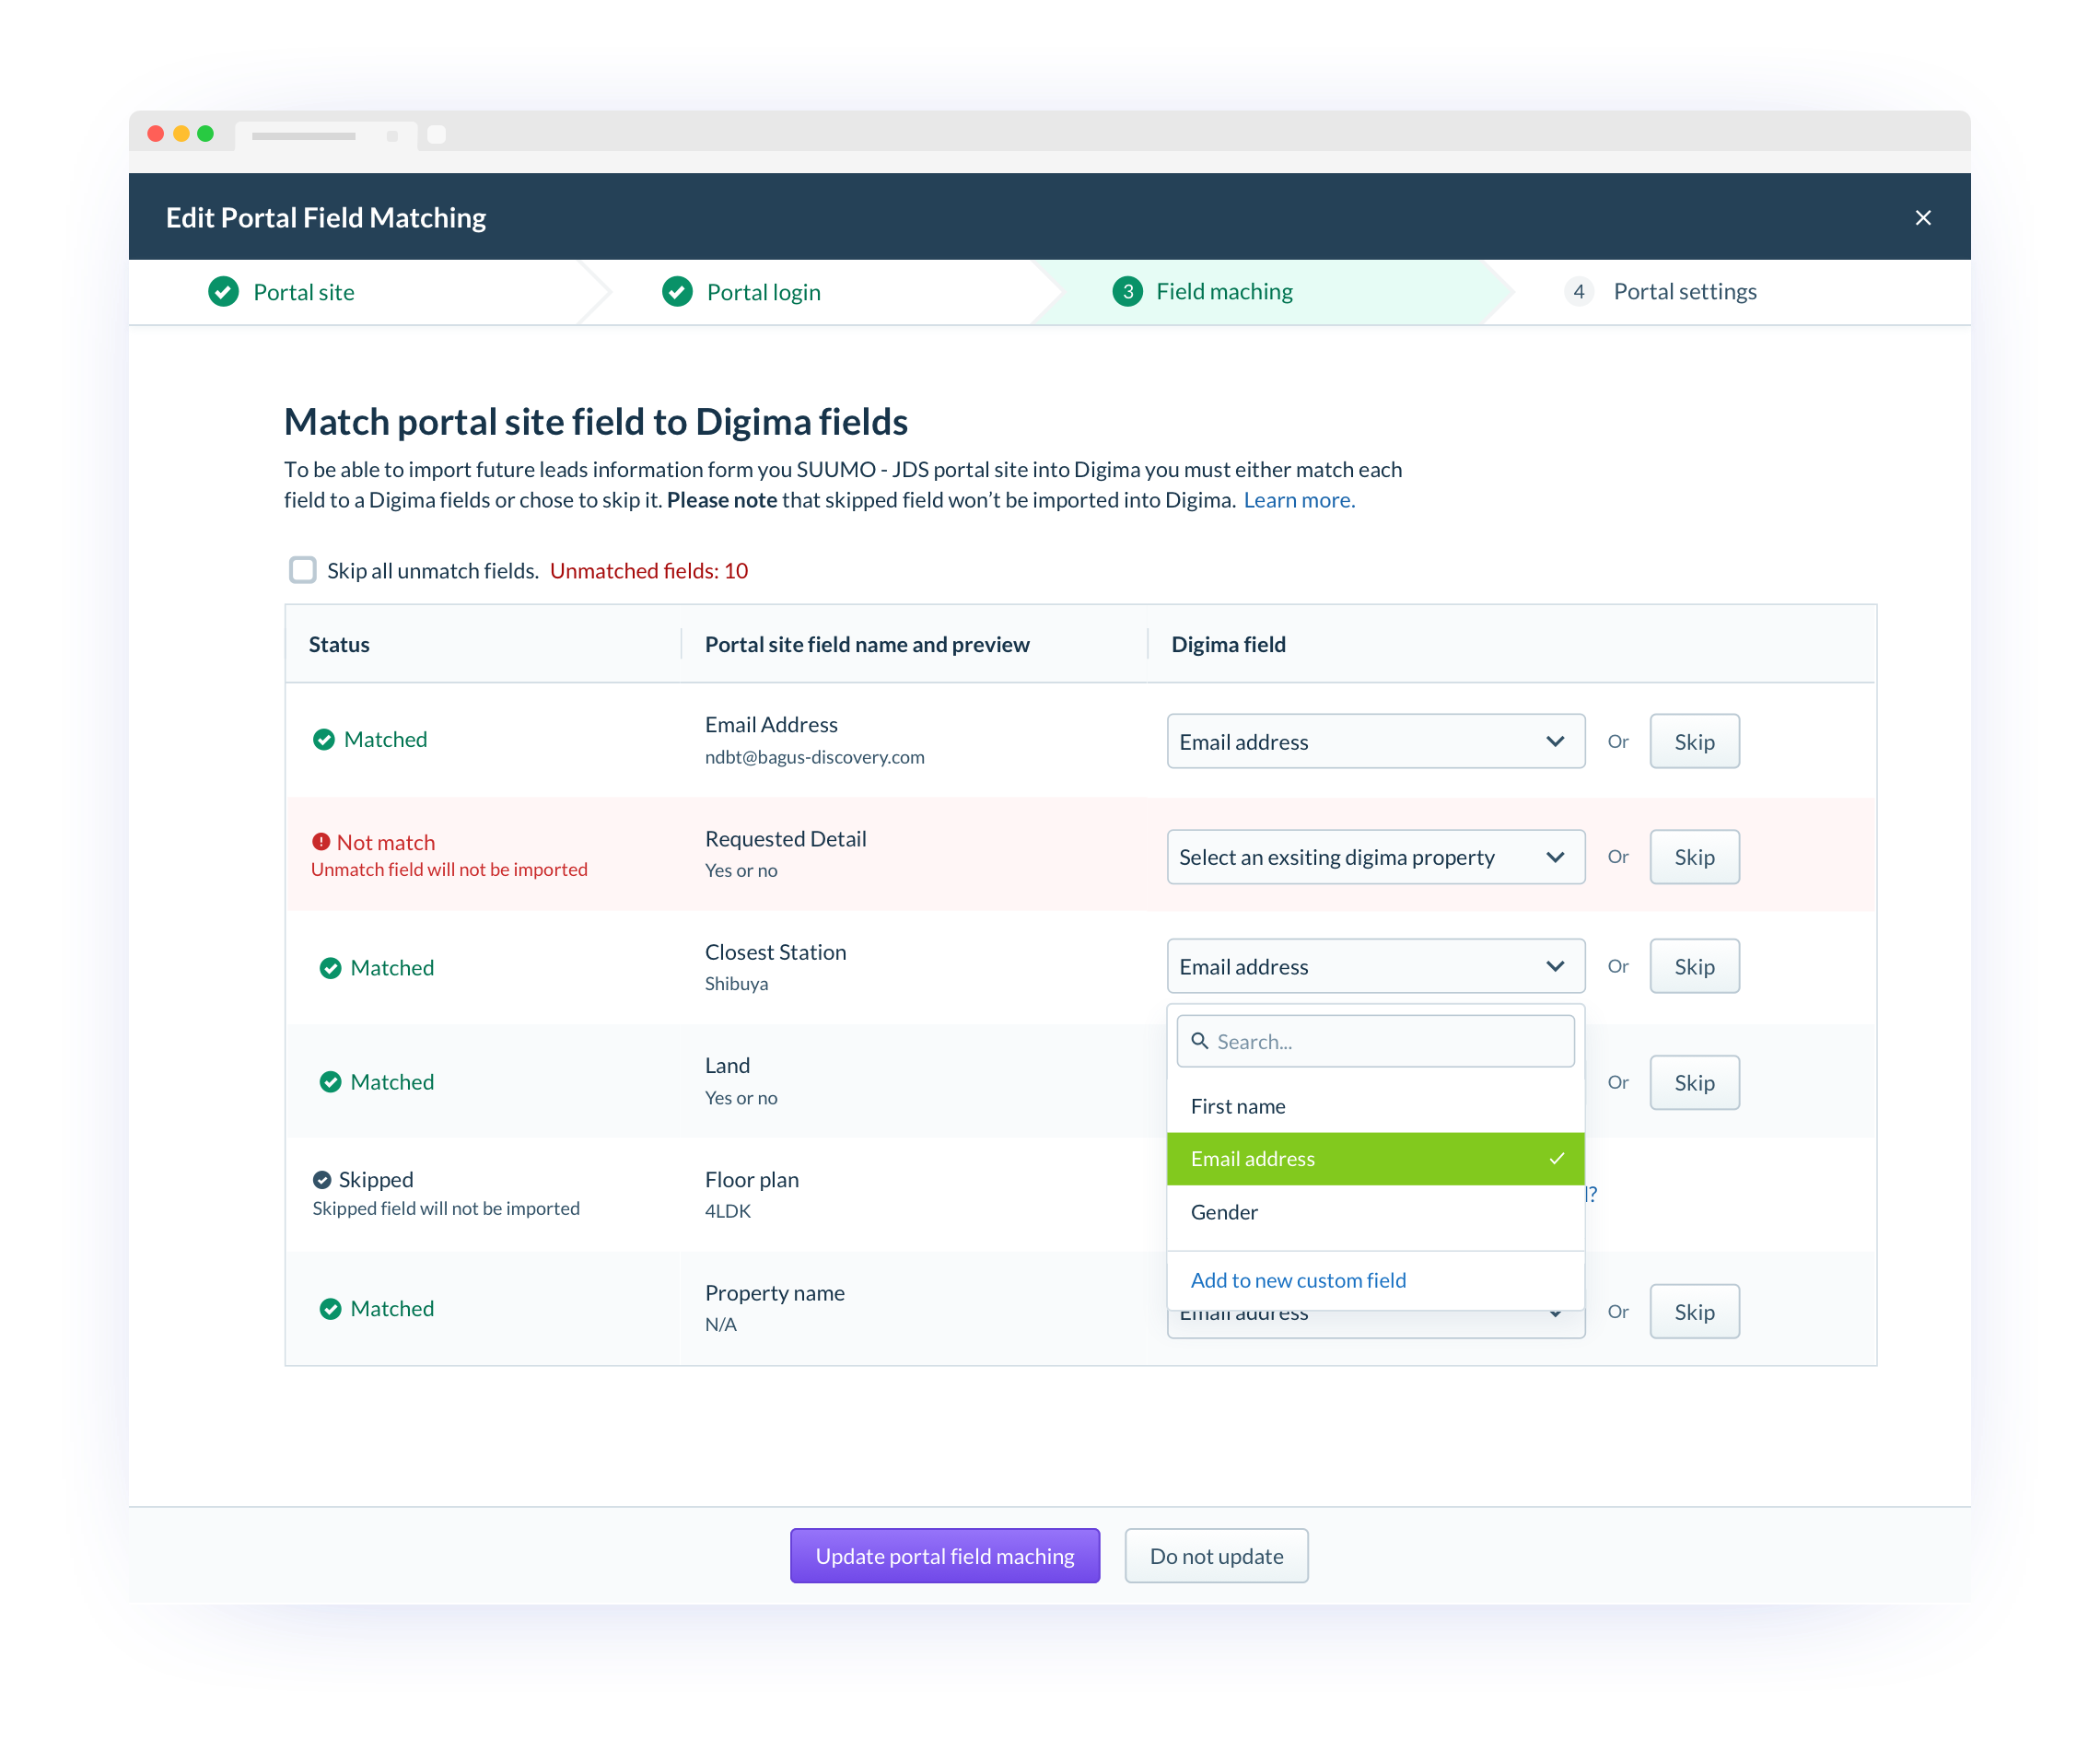 Edit Portal Field Matching
Portal site
Portal login
3 Field maching
4 Portal settings
Match portal site field to Digima fields
To be able to import future leads information form you SUUMO - JDS portal site into Digima you must either match each
field to a Digima fields or chose to skip it. Please note that skipped field won’t be imported into Digima. Learn more.
Skip all unmatch fields. Unmatched fields: 10
Status
Portal site field name and preview
Digima field
Matched
Email Address
ndbt@bagus-discovery.com
Email address
Or
Skip
Not match
Unmatch field will not be imported
Requested Detail
Yes or no
Select an exsiting digima property
Or
Skip
Matched
Closest Station
Shibuya
Email address
Or
Skip
Search...
First name
Email address
Gender
Add to new custom field
Matched
Land
Yes or no
Or
Skip
Skipped
Skipped field will not be imported
Floor plan
4LDK
Matched
Property name
N/A
Email address
Or
Skip
Update portal field maching
Do not update